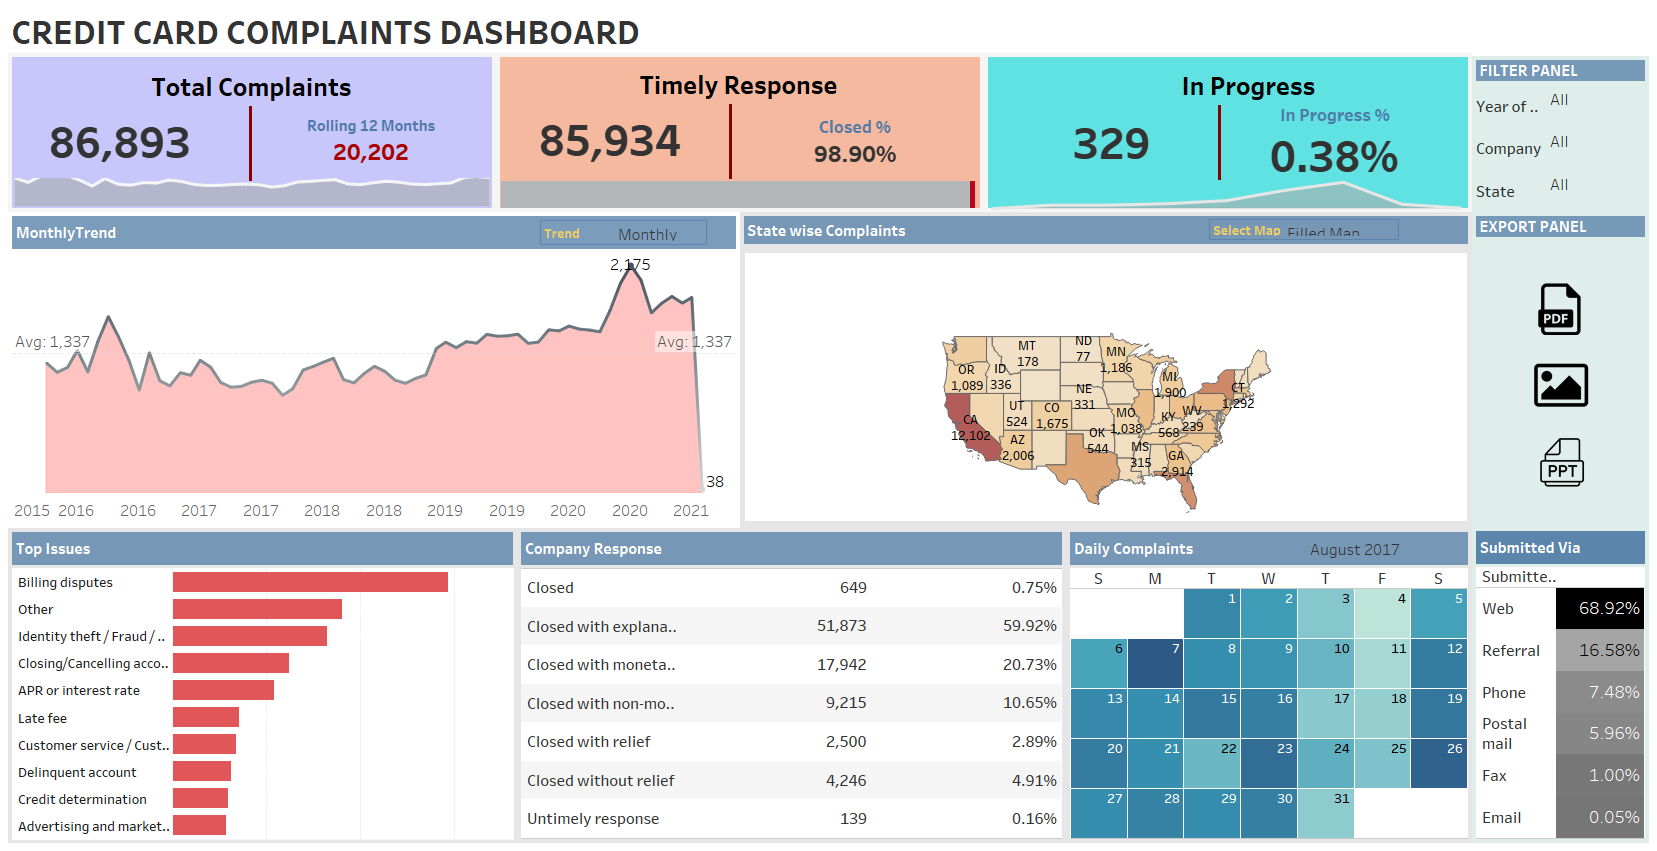 CREDIT CARD COMPLAINTS DASHBOARD
Total Complaints
86,893
Rolling 12 Months
20,202
Timely Response
85,934
Closed %
98.90%
In Progress
329
In Progress %
0.38%
FILTER PANEL
Year of .. All
Company All
State All
MonthlyTrend
Trend Monthly
2,175
Avg: 1,337
Avg: 1,337
38
2015 2016 2016 2017 2017 2018 2018 2019 2019 2020 2020 2021
State wise Complaints
Select Map Filled Map
MT
178
ND
77
MN
1,186
OR
1,089
ID
336
MI
1,900
CT
1,292
NE
331
UT
524
CO
1,675
MO
1,038
KY
568
WV
239
CA
12,102
AZ
2,006
OK
544
MS
315
GA
2,914
EXPORT PANEL
PDF
PPT
Top Issues
Billing disputes
Other
Identity theft / Fraud / ..
Closing/Cancelling acco..
APR or interest rate
Late fee
Customer service / Cust..
Delinquent account
Credit determination
Advertising and market..
Company Response
Closed 649 0.75%
Closed with explana.. 51,873 59.92%
Closed with moneta.. 17,942 20.73%
Closed with non-mo.. 9,215 10.65%
Closed with relief 2,500 2.89%
Closed without relief 4,246 4.91%
Untimely response 139 0.16%
Daily Complaints August 2017
S M T W T F S
1 2 3 4 5
6 7 8 9 10 11 12
13 14 15 16 17 18 19
20 21 22 23 24 25 26
27 28 29 30 31
Submitted Via
Submitte..
Web 68.92%
Referral 16.58%
Phone 7.48%
Postal
mail 5.96%
Fax 1.00%
Email 0.05%